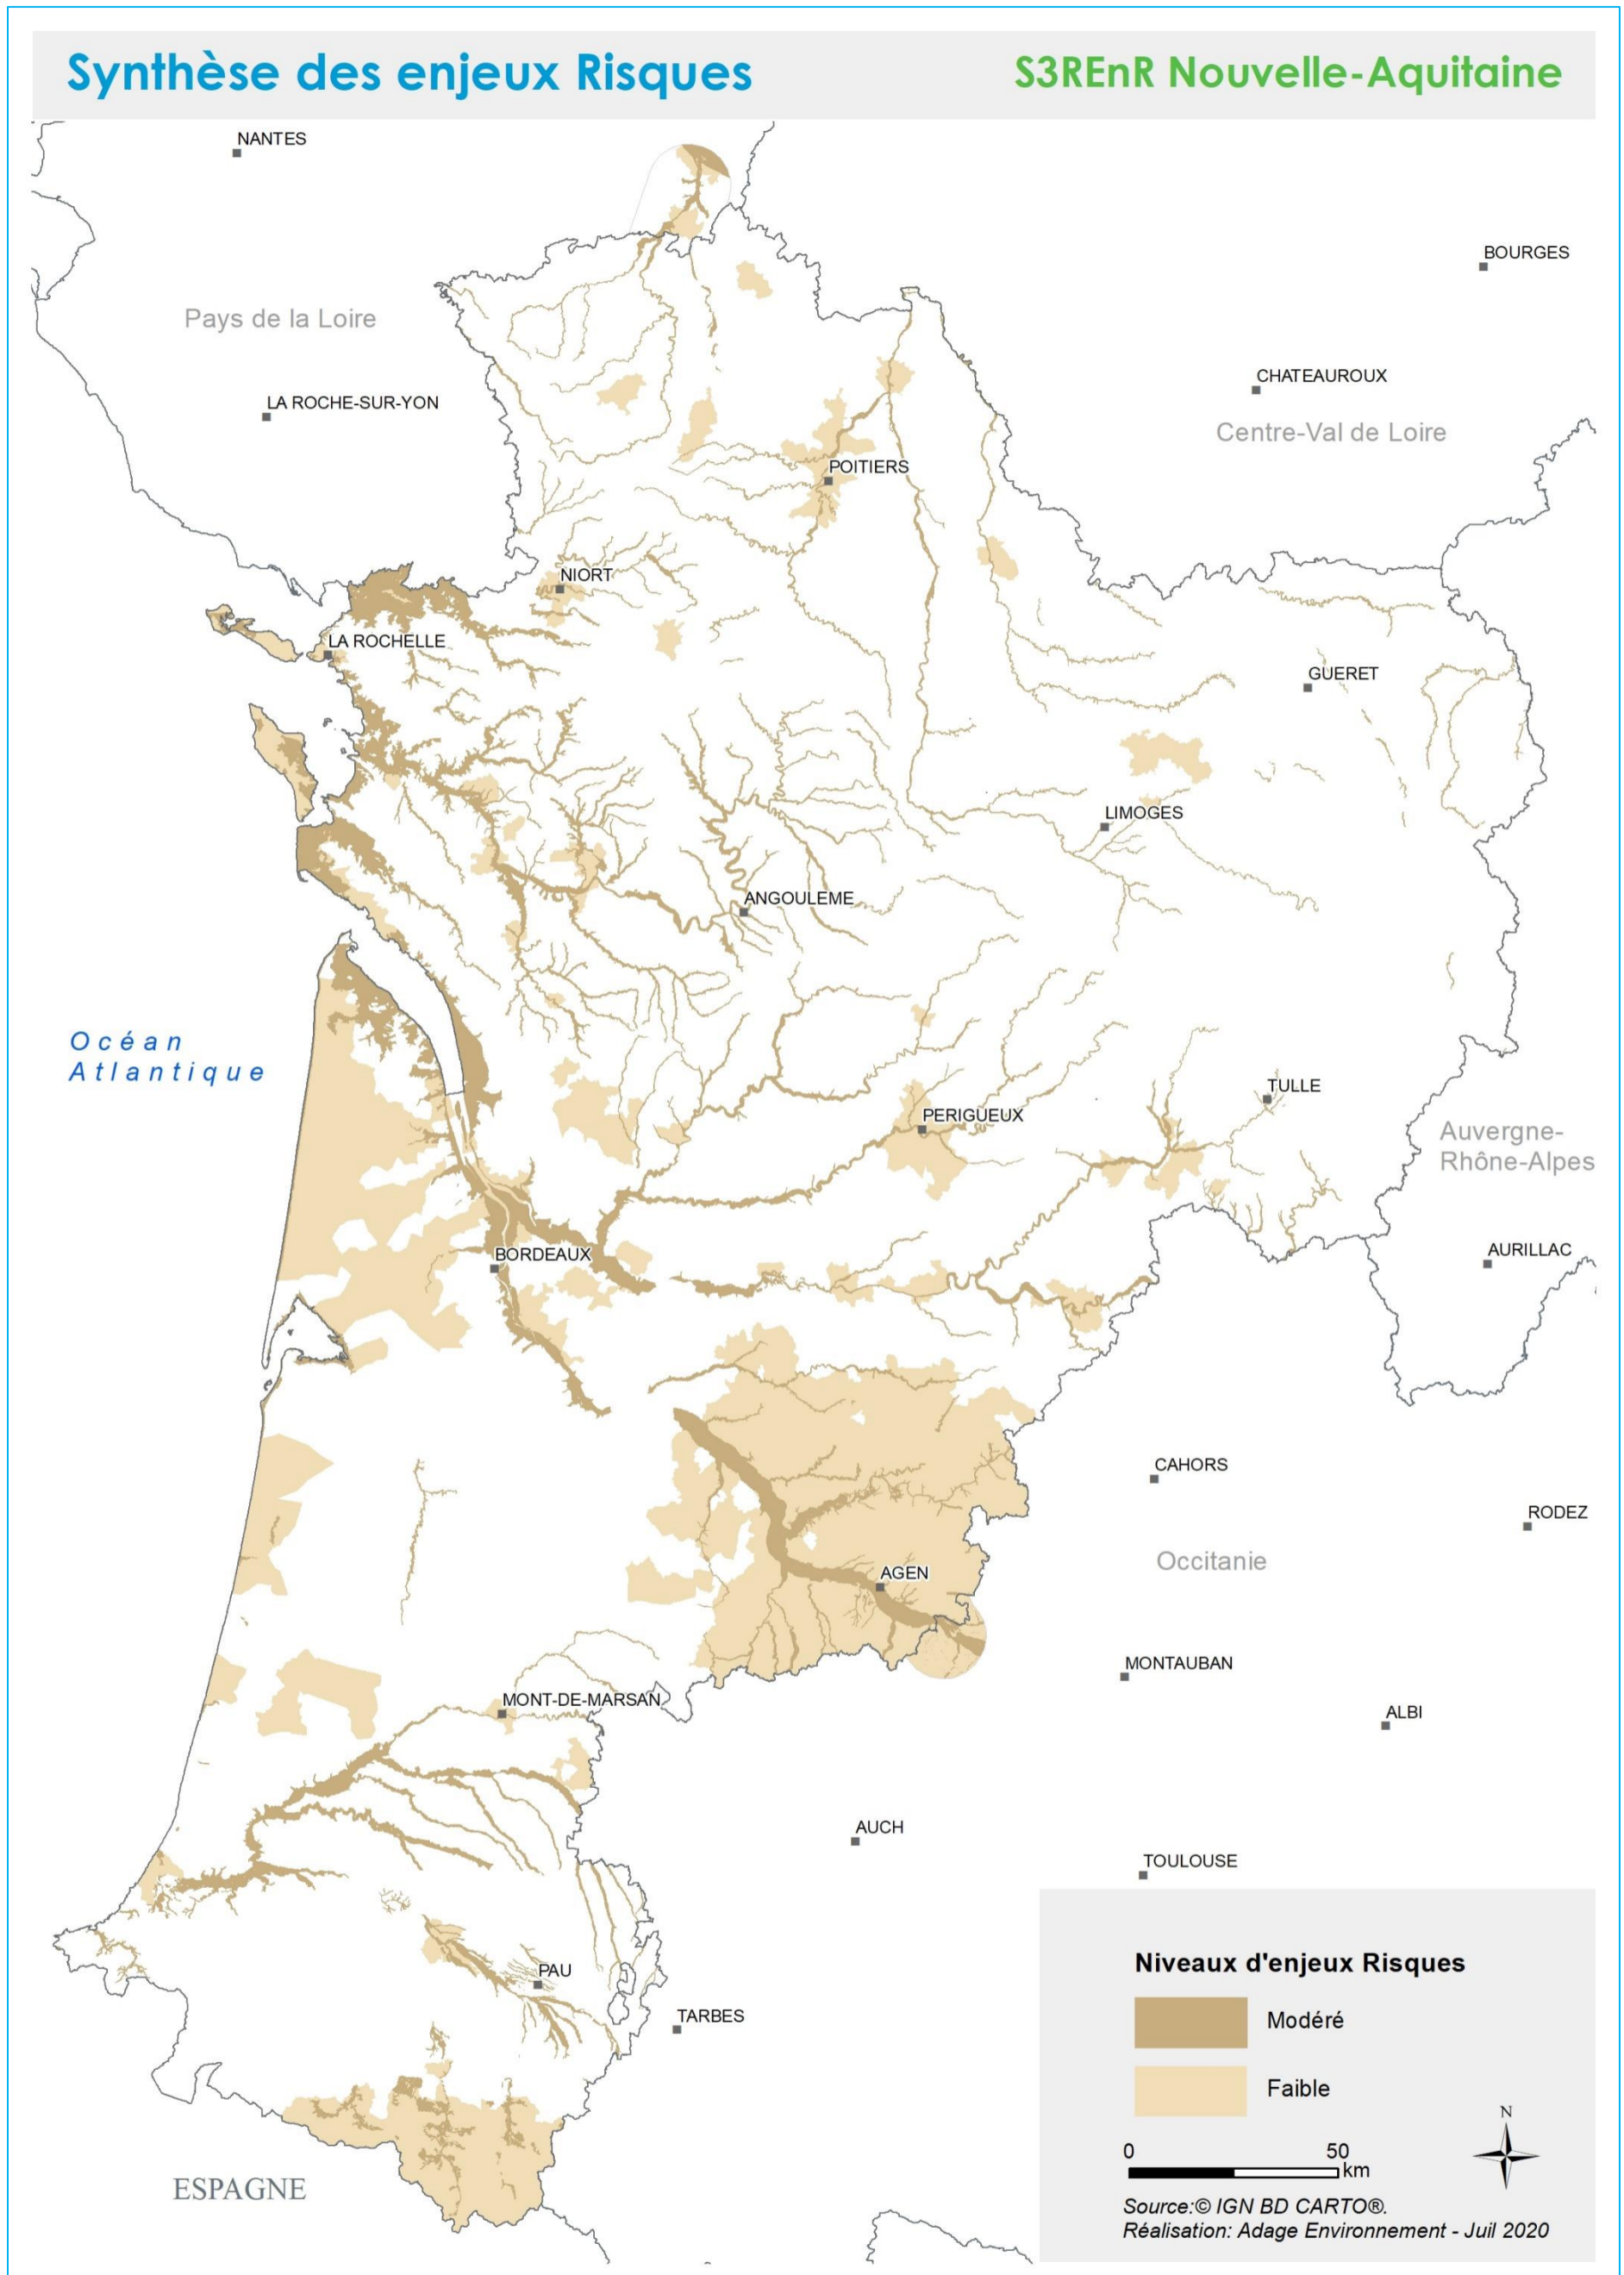 Synthèse des enjeux Risques
S3REnR Nouvelle-Aquitaine
NANTES
BOURGES
Pays de la Loire
CHATEAUROUX
LA ROCHE-SUR-YON
Centre-Val de Loire
POITIERS
NIORT
LA ROCHELLE
GUERET
LIMOGES
ANGOULEME
Océan
Atlantique
TULLE
PERIGUEUX
Auvergne-
Rhône-Alpes
BORDEAUX
AURILLAC
CAHORS
RODEZ
Occitanie
AGEN
MONTAUBAN
MONT-DE-MARSAN
ALBI
AUCH
TOULOUSE
PAU
TARBES
ESPAGNE
Niveaux d'enjeux Risques
Modéré
Faible
N
0 50
km
Source:© IGN BD CARTO®.
Réalisation: Adage Environnement - Juil 2020